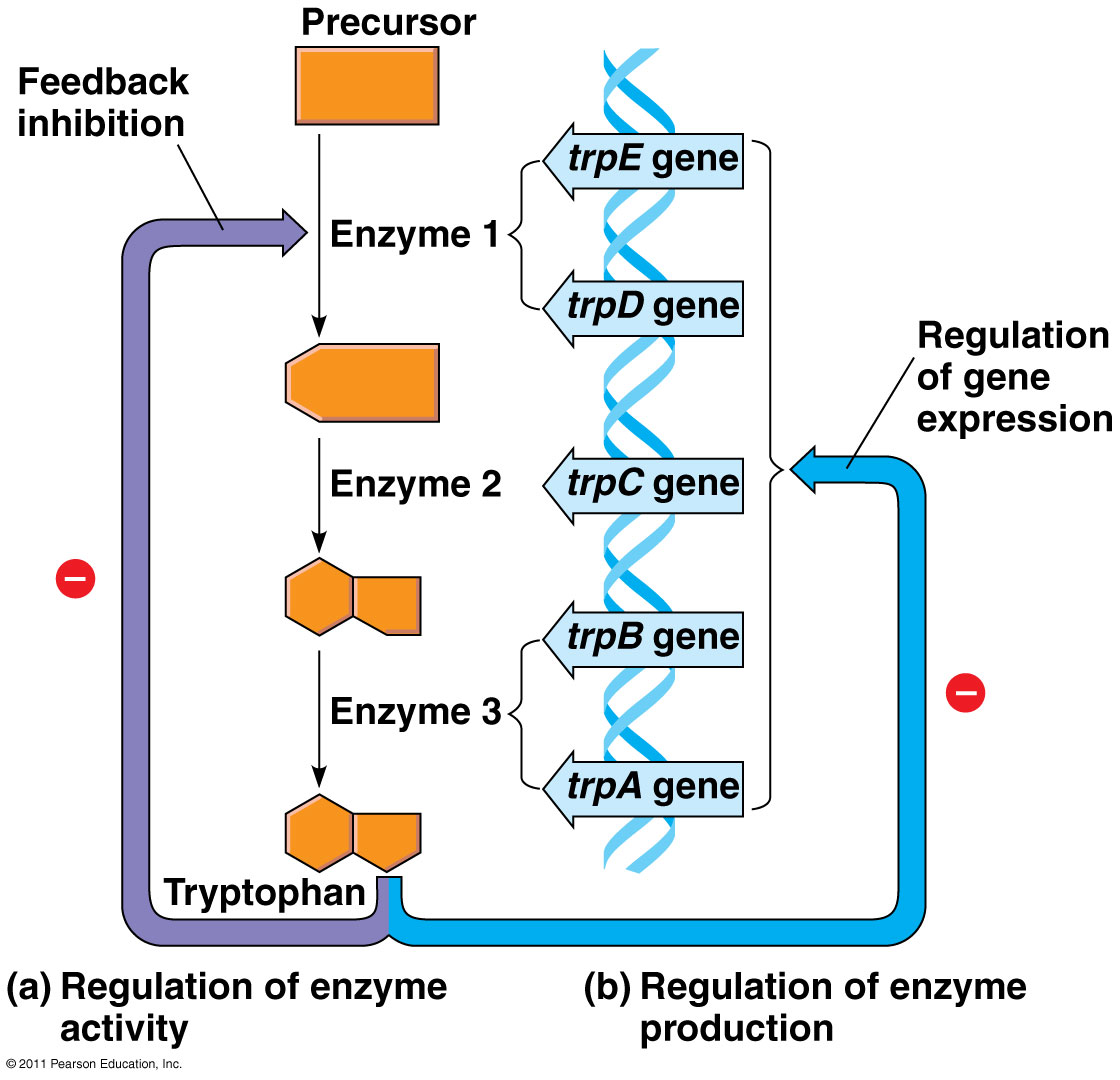 Precursor
Feedback
inhibition
trpE gene
Enzyme 1
trpD gene
Regulation
of gene
expression
Enzyme 2
trpC gene
−
trpB gene
−
Enzyme 3
trpA gene
Tryptophan
(a) Regulation of enzyme
activity
(b) Regulation of enzyme
production
© 2011 Pearson Education, Inc.